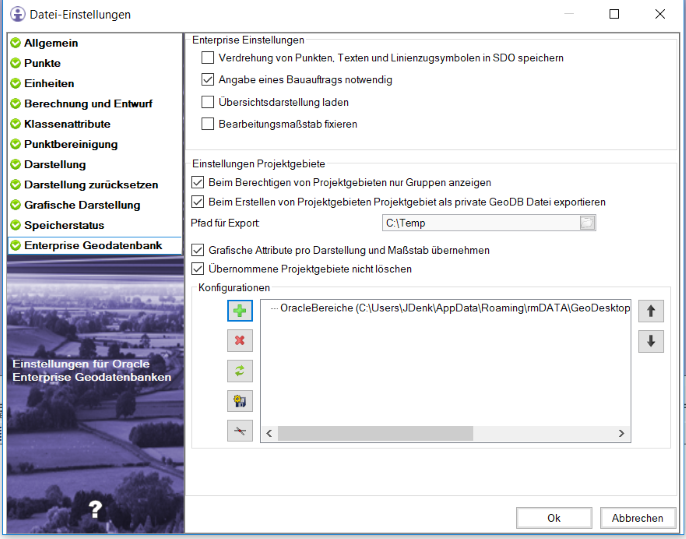 Datei-Einstellungen
Allgemein
Punkte
Einheiten
Berechnung und Entwurf
Klassenattribute
Punktbereinigung
Darstellung
Darstellung zurücksetzen
Grafische Darstellung
Speicherstatus
Enterprise Geodatenbank
Einstellungen für Oracle
Enterprise Geodatenbanken
?
Enterprise Einstellungen
Verdrehung von Punkten, Texten und Linienzugsymbolen in SDO speichern
Angabe eines Bauauftrags notwendig
Übersichtsdarstellung laden
Bearbeitungsmaßstab fixieren
Einstellungen Projektgebiete
Beim Berechtigen von Projektgebieten nur Gruppen anzeigen
Beim Erstellen von Projektgebieten Projektgebiet als private GeoDB Datei exportieren
Pfad für Export: C:\Temp
Grafische Attribute pro Darstellung und Maßstab übernehmen
Übernommene Projektgebiete nicht löschen
Konfigurationen
OracleBereiche (C:\Users\JDenk\AppData\Roaming\rmDATA\GeoDesktop
Ok Abbrechen